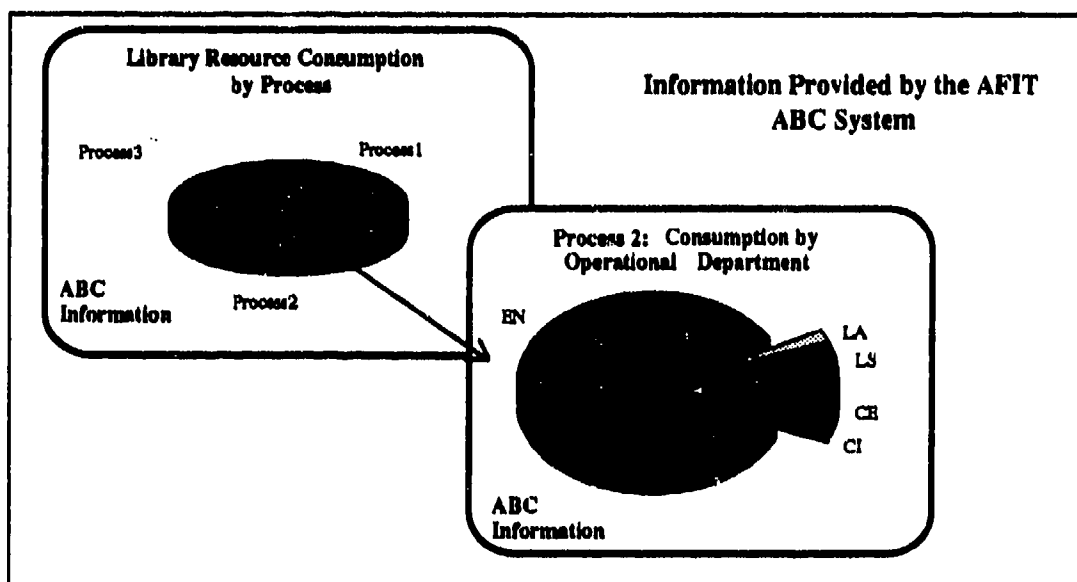 Library Resource Consumption
by Process
Information Provided by the AFIT
ABC System
Process3
Process1
Process2
ABC
Information
Process 2: Consumption by
Operational Department
EN
LA
LS
CE
CI
ABC
Information